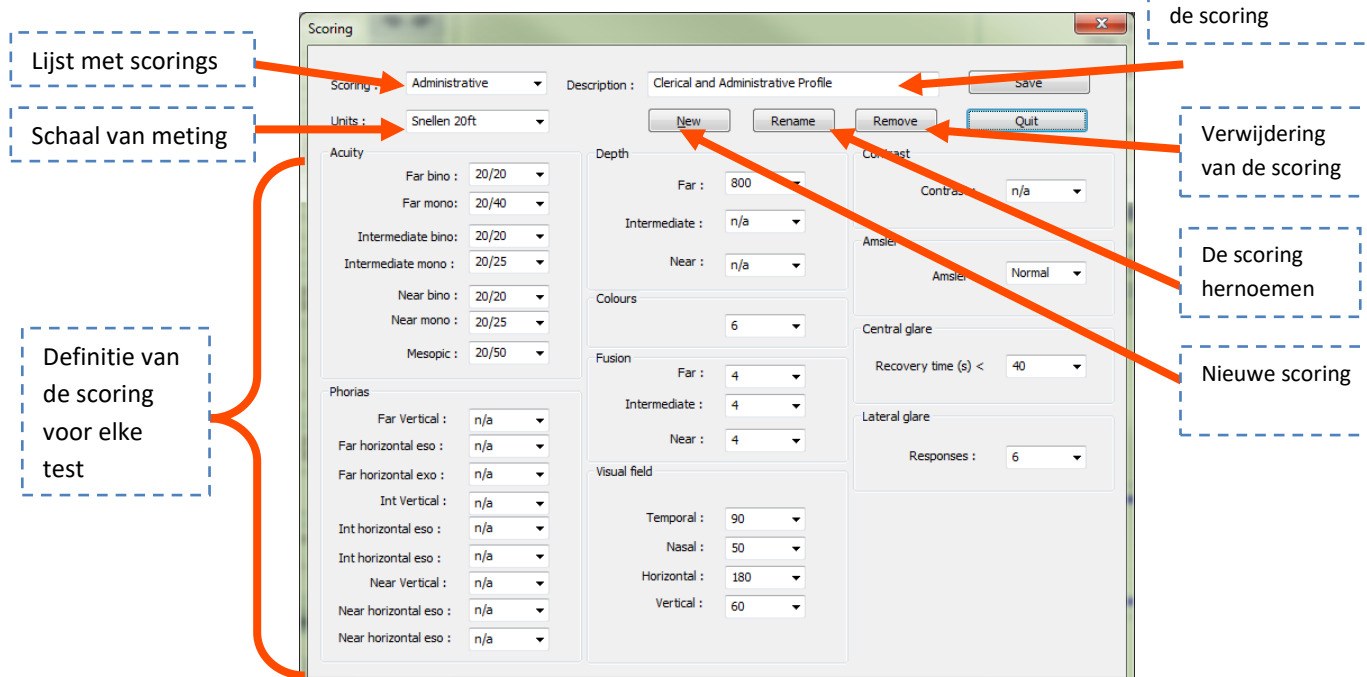 de scoring
Scoring
Lijst met scorings
Scoring :
Administrative
Description :
Clerical and Administrative Profile
Save
Schaal van meting
Units :
Snellen 20ft
New
Rename
Remove
Quit
Verwijdering
van de scoring
De scoring
hernoemen
Nieuwe scoring
Definitie van
de scoring
voor elke
test
Acuity
Far bino : 20/20
Far mono: 20/40
Intermediate bino: 20/20
Intermediate mono : 20/25
Near bino : 20/20
Near mono : 20/25
Mesopic : 20/50
Phorias
Far Vertical : n/a
Far horizontal eso : n/a
Far horizontal exo : n/a
Int Vertical : n/a
Int horizontal eso : n/a
Int horizontal eso : n/a
Near Vertical : n/a
Near horizontal eso : n/a
Near horizontal eso : n/a
Depth
Far : 800
Intermediate : n/a
Near : n/a
Colours
6
Fusion
Far : 4
Intermediate : 4
Near : 4
Visual field
Temporal : 90
Nasal : 50
Horizontal : 180
Vertical : 60
Contrast
Contrast : n/a
Amsler
Amsler Normal
Central glare
Recovery time (s) < 40
Lateral glare
Responses : 6